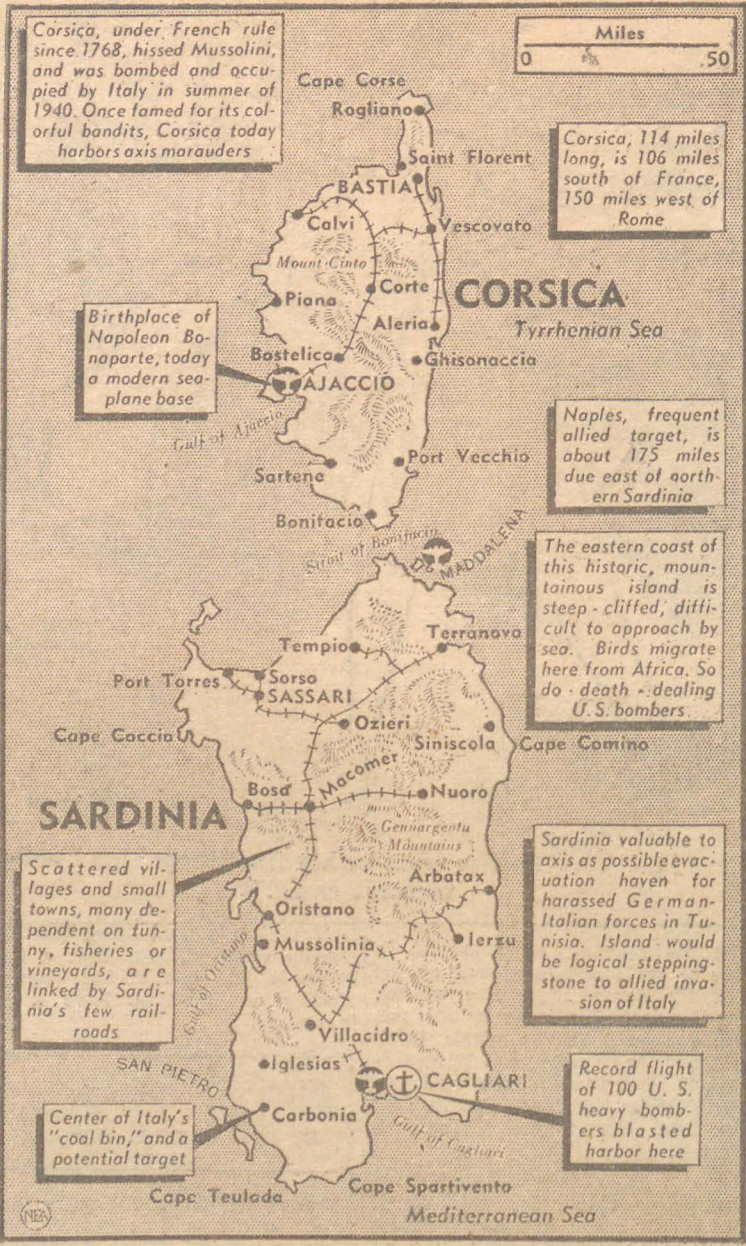 Corsica, under French rule
since 1768, hissed Mussolini,
and was bombed and occu-
pied by Italy in summer of
1940. Once famed for its col-
orful bandits, Corsica today
harbors axis marauders
Miles
0 50
Cape Corse
Rogliano
Corsica, 114 miles
long, is 106 miles
south of France,
150 miles west of
Rome
Saint Florent
BASTIA
Calvi
Vescovato
Mount Cinto
Corte
Piana
CORSICA
Aleria
Tyrrhenian Sea
Birthplace of
Napoleon Bo-
naparte, today
a modern sea-
plane base
Bastelica
Ghisonaccia
AJACCIO
Gulf of Ajaccio
Naples, frequent
allied target, is
about 175 miles
due east of north-
ern Sardinia
Sartene
Port Vecchio
Bonifacio
Strait of Bonifacio
MADDALENA
The eastern coast of
this historic, moun-
tainous island is
steep-cliffed, diffi-
cult to approach by
sea. Birds migrate
here from Africa. So
do death-dealing
U.S. bombers
Tempio
Terranova
Port Torres
Sorso
SASSARI
Ozieri
Cape Caccia
Siniscola
Cape Comino
Macomer
Bosa
Nuoro
SARDINIA
Gennargentu
Mountains
Scattered vil-
lages and small
towns, many de-
pendent on tun-
ny, fisheries or
vineyards, are
linked by Sardi-
nia's few rail-
roads
Sardinia valuable to
axis as possible evac-
uation haven for
harassed German-
Italian forces in Tu-
nisia. Island would
be logical stepping-
stone to allied inva-
sion of Italy
Arbatax
Oristano
Mussolinia
Ierzu
Gulf of Oristano
Villacidro
SAN PIETRO
Iglesias
CAGLIARI
Record flight
of 100 U. S.
heavy bomb-
ers blasted
harbor here
Center of Italy's
"coal bin," and a
potential target
Carbonia
Gulf of Cagliari
Cape Teulada
Cape Spartivento
Mediterranean Sea
NEA